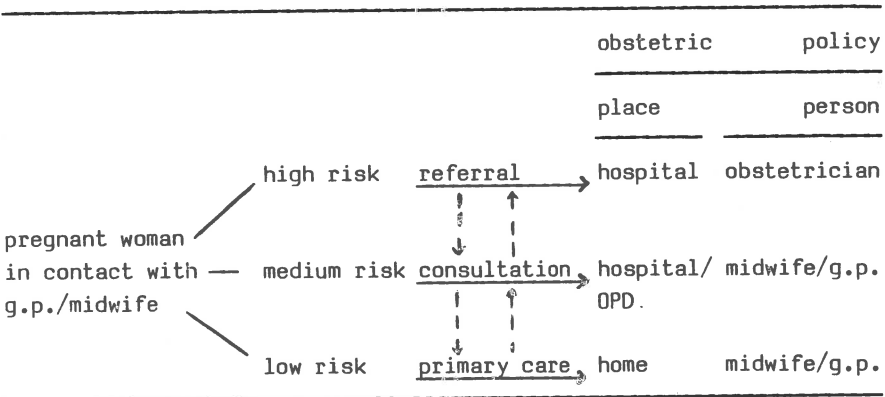 obstetric policy
place person
high risk referral hospital obstetrician
pregnant woman
in contact with medium risk consultation hospital/ midwife/g.p.
g.p./midwife OPD.
low risk primary care home midwife/g.p.